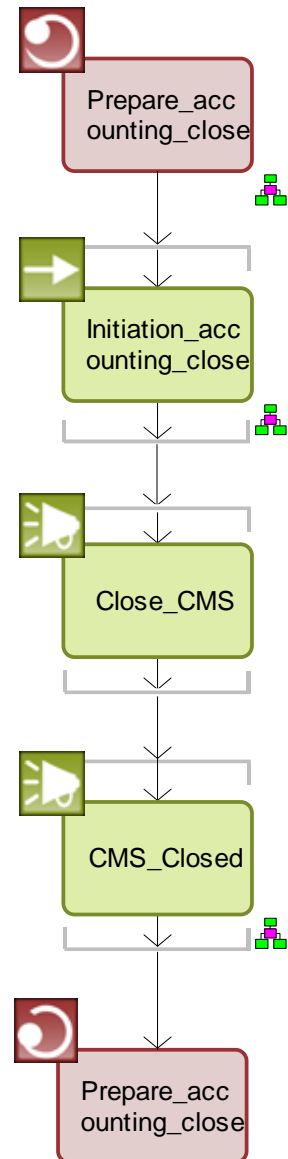 Prepare_acc
ounting_close
Initiation_acc
ounting_close
Close_CMS
CMS_Closed
Prepare_acc
ounting_close